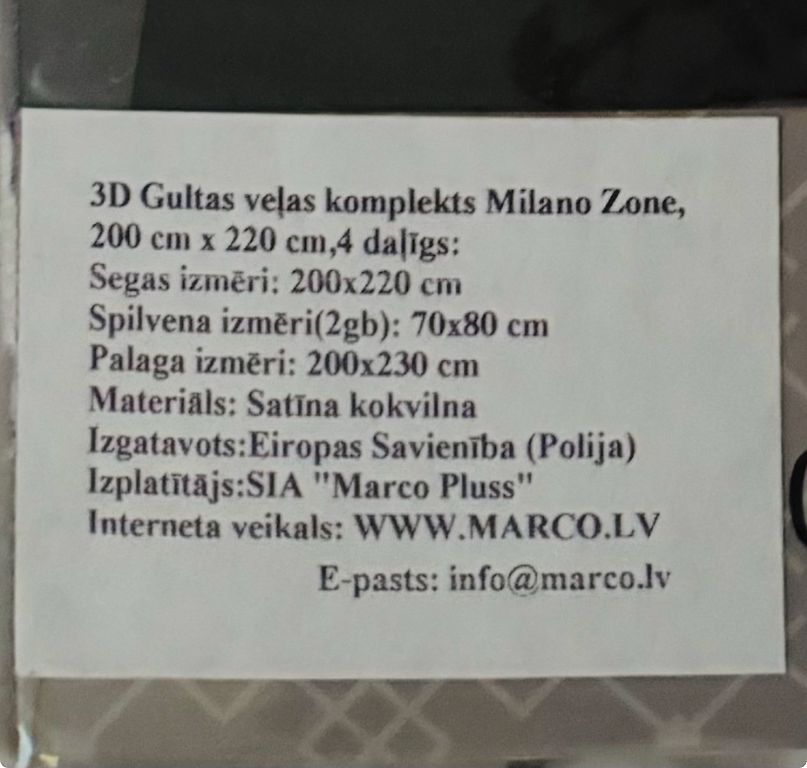 3D Gultas veļas komplekts Milano Zone,
200 cm x 220 cm,4 daļīgs:
Segas izmēri: 200x220 cm
Spilvena izmēri(2gb): 70x80 cm
Palaga izmēri: 200x230 cm
Materiāls: Satīna kokvilna
Izgatavots:Eiropas Savienība (Polija)
Izplatītājs:SIA "Marco Pluss"
Interneta veikals: WWW.MARCO.LV
E-pasts: info@marco.lv